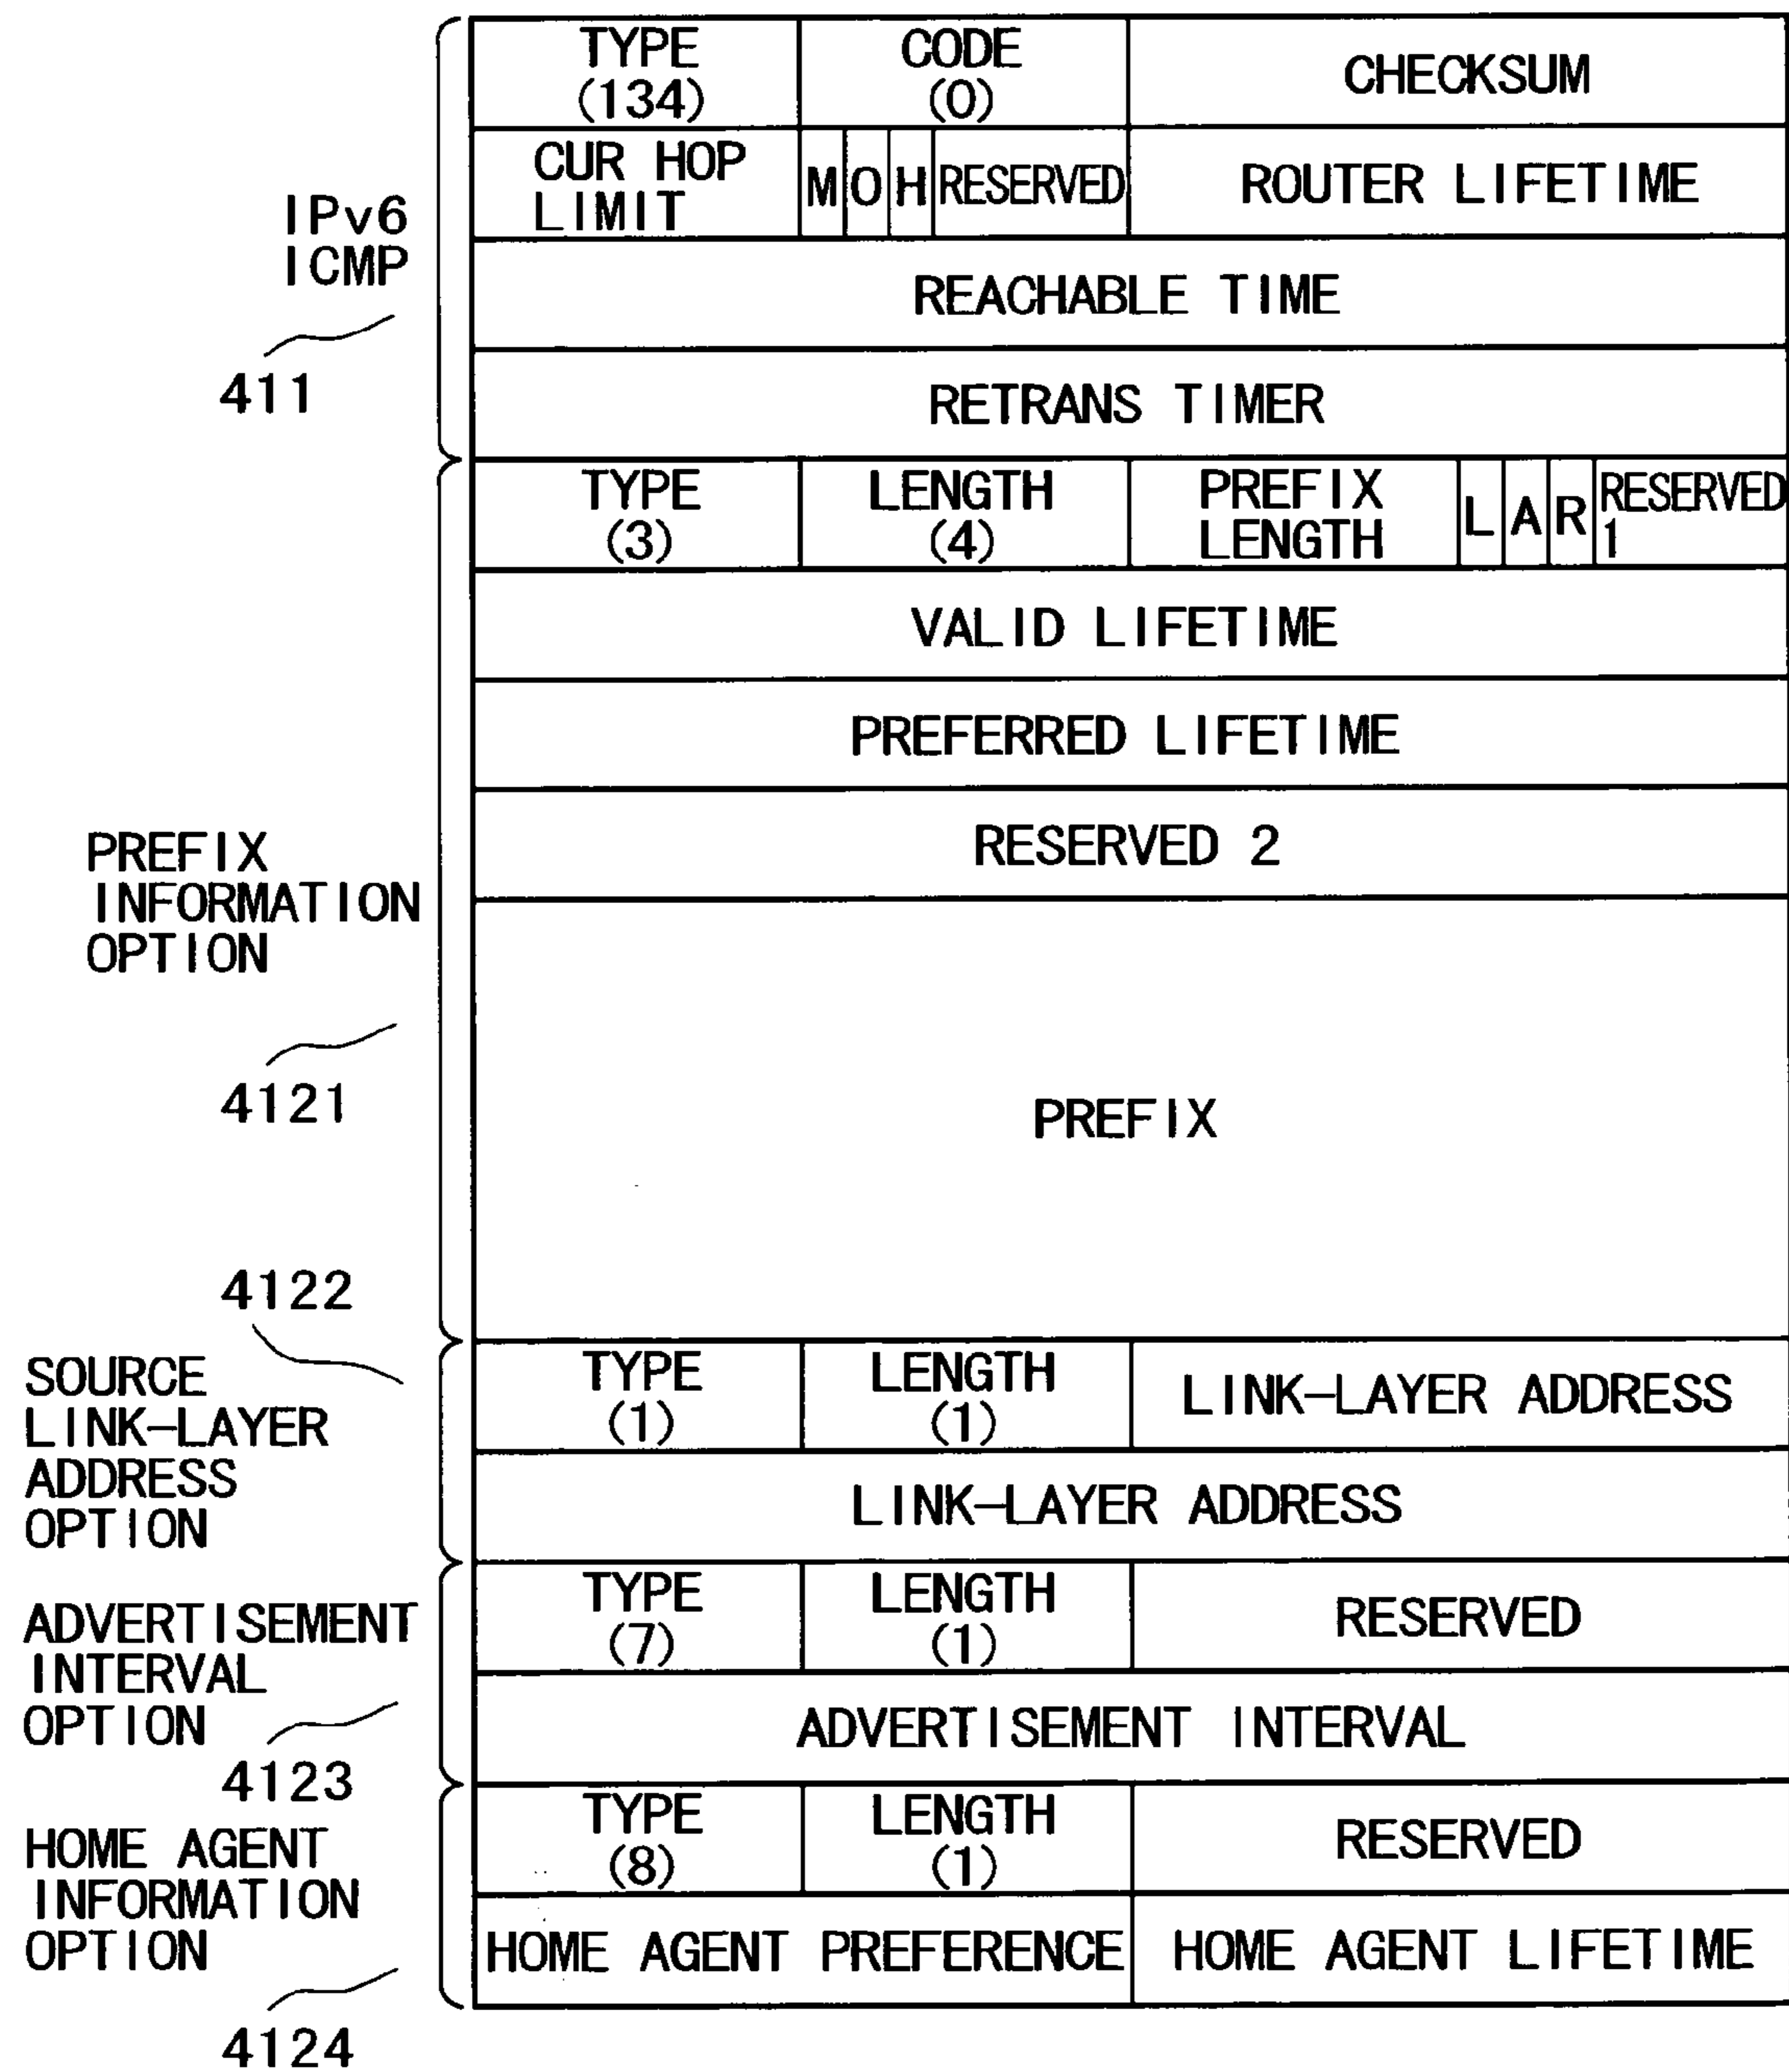 IPv6
ICMP
411
TYPE
(134)
CODE
(0)
CHECKSUM
CUR HOP
LIMIT
M
O
H
RESERVED
ROUTER LIFETIME
REACHABLE TIME
RETRANS TIMER
PREFIX
INFORMATION
OPTION
4121
TYPE
(3)
LENGTH
(4)
PREFIX
LENGTH
L
A
R
RESERVED
1
VALID LIFETIME
PREFERRED LIFETIME
RESERVED 2
PREFIX
4122
SOURCE
LINK-LAYER
ADDRESS
OPTION
TYPE
(1)
LENGTH
(1)
LINK-LAYER ADDRESS
LINK-LAYER ADDRESS
ADVERTISEMENT
INTERVAL
OPTION
4123
TYPE
(7)
LENGTH
(1)
RESERVED
ADVERTISEMENT INTERVAL
HOME AGENT
INFORMATION
OPTION
4124
TYPE
(8)
LENGTH
(1)
RESERVED
HOME AGENT PREFERENCE
HOME AGENT LIFETIME